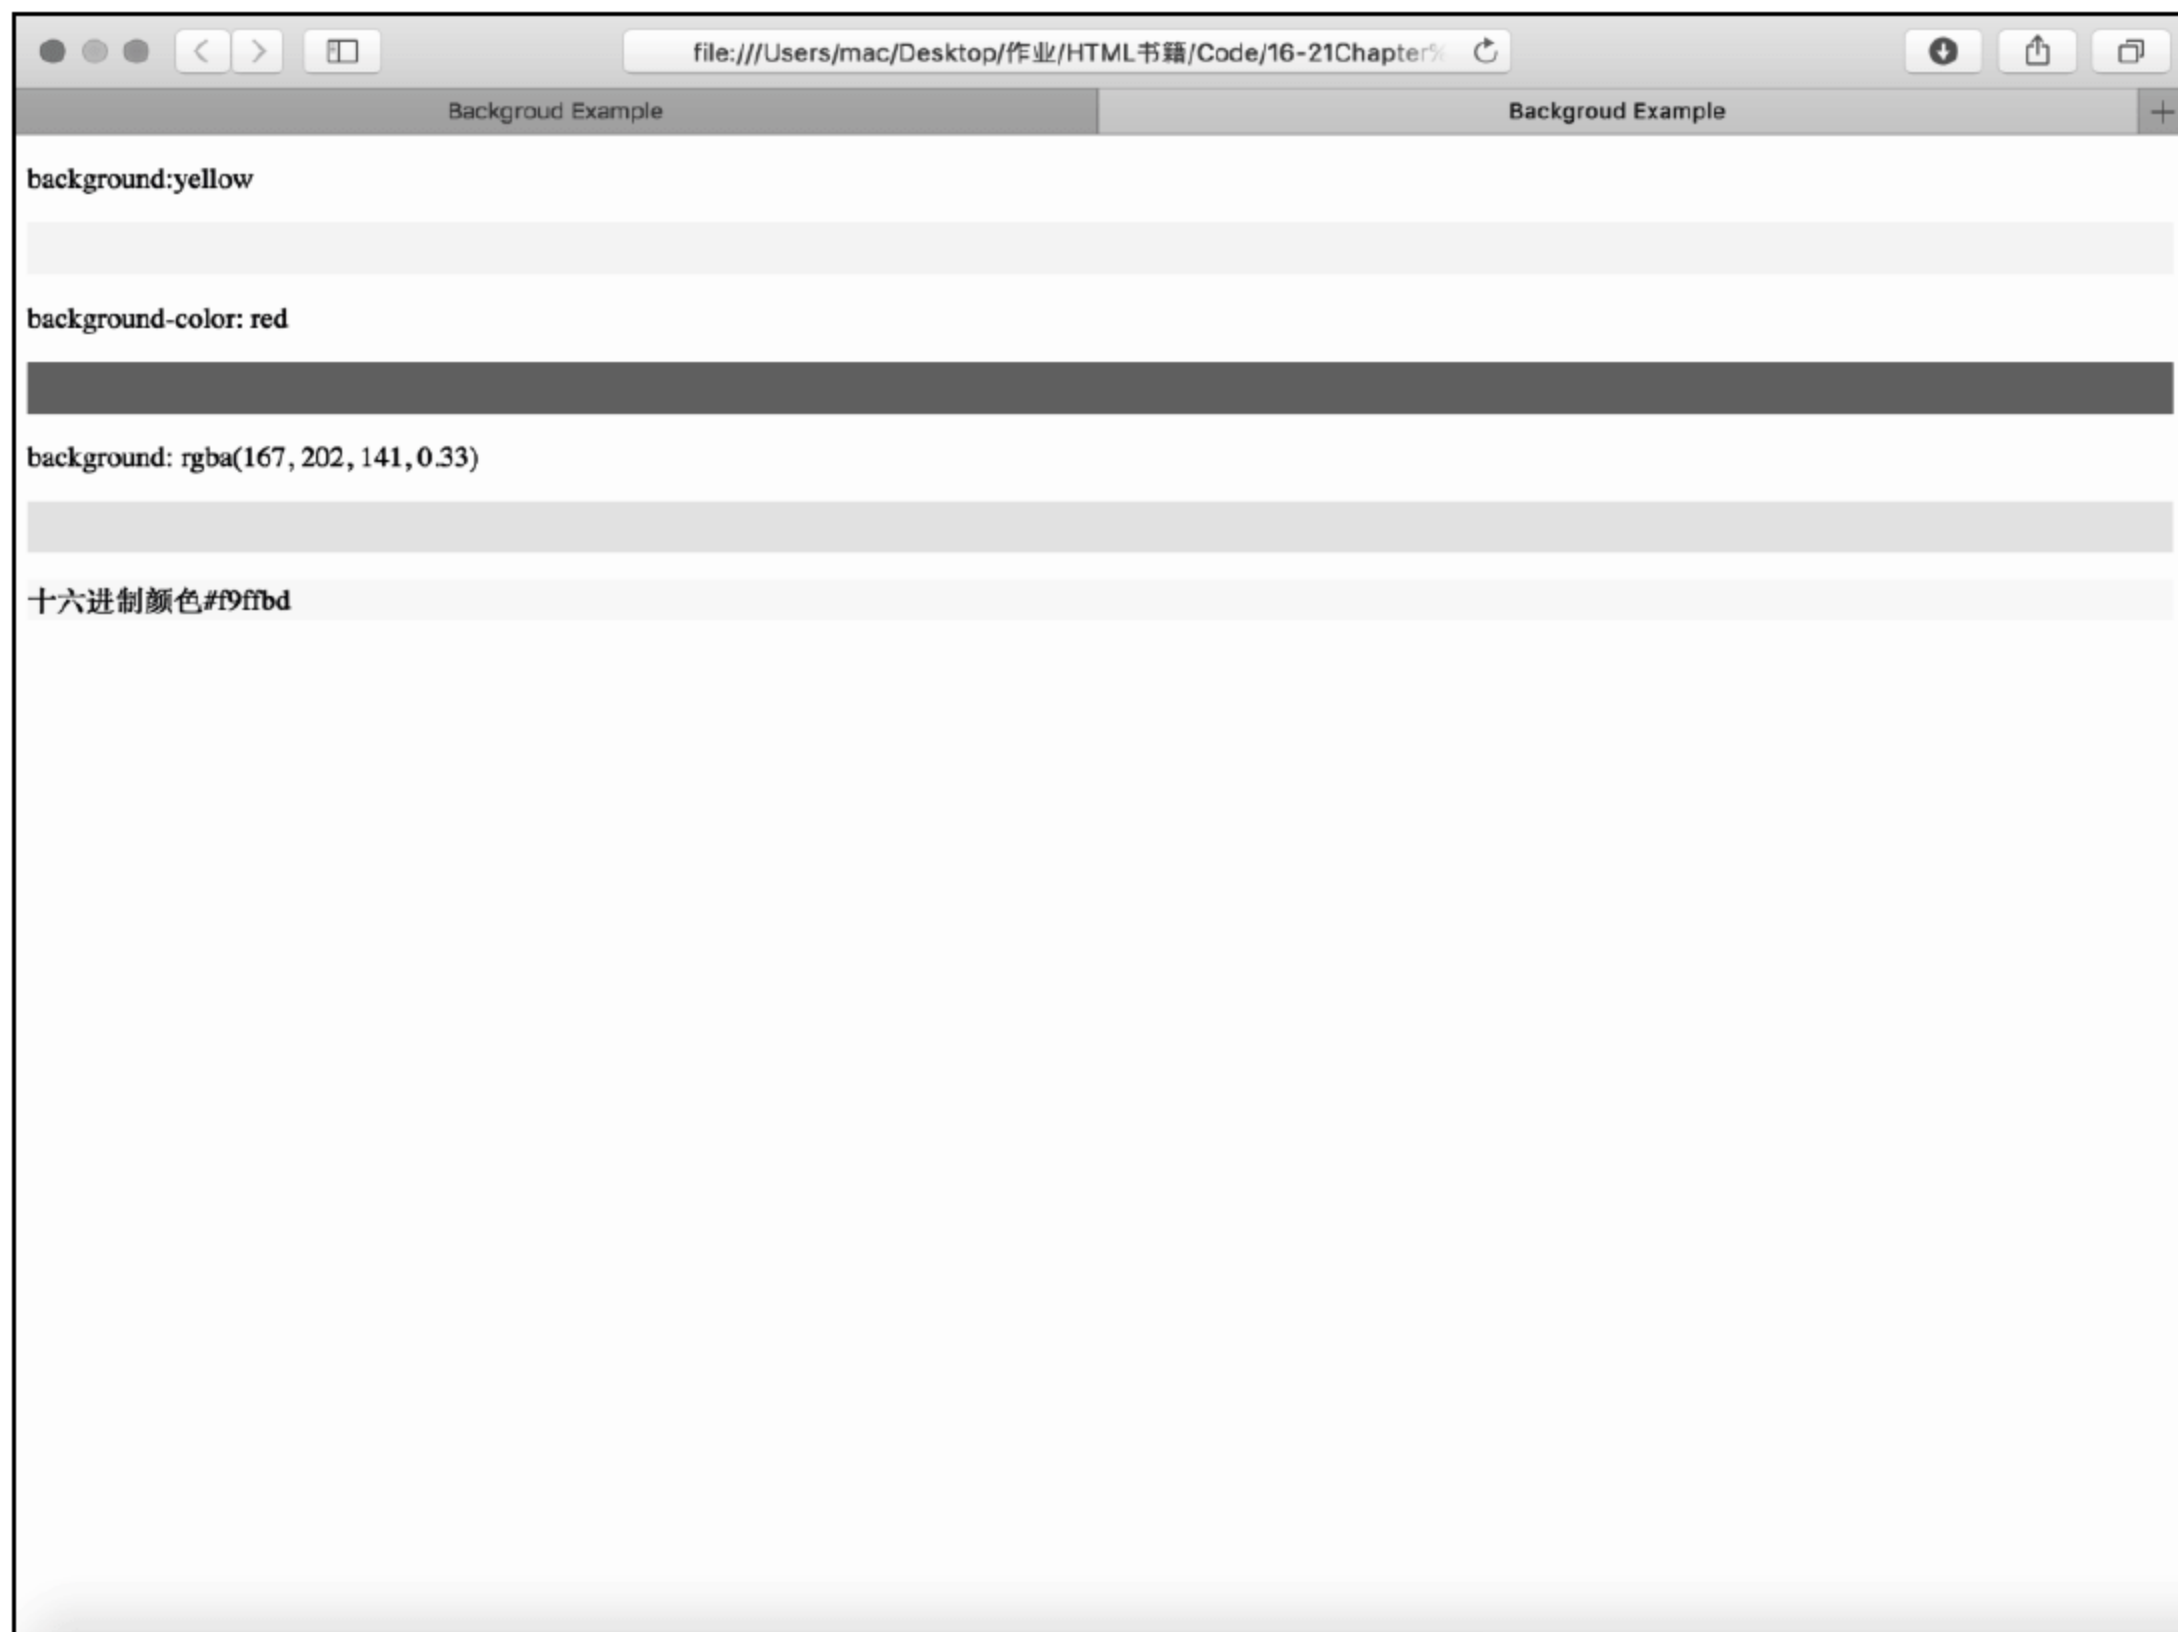 file:///Users/mac/Desktop/作业/HTML书籍/Code/16-21Chapter%
Backgroud Example
Backgroud Example
background:yellow
background-color: red
background: rgba(167, 202, 141, 0.33)
十六进制颜色#f9ffbd